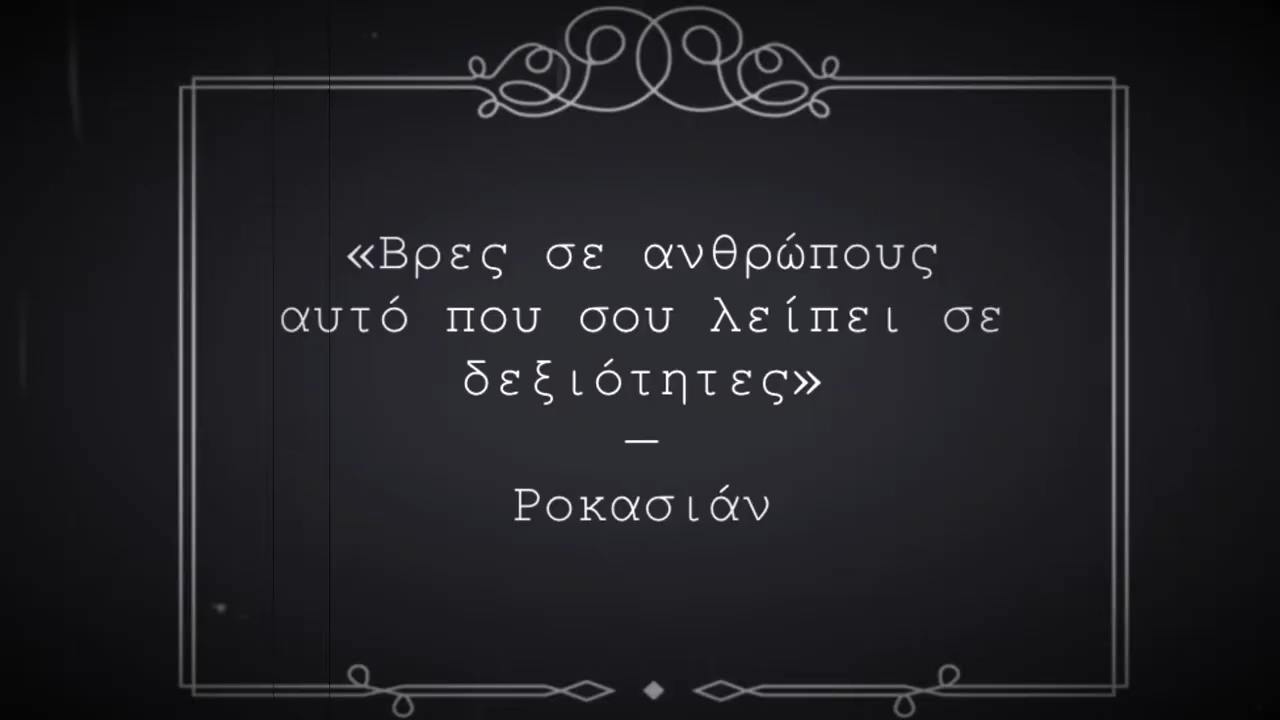 «Βρες σε ανθρώπους
αυτό που σου λείπει σε
δεξιότητες»
—
Ροκασιάν